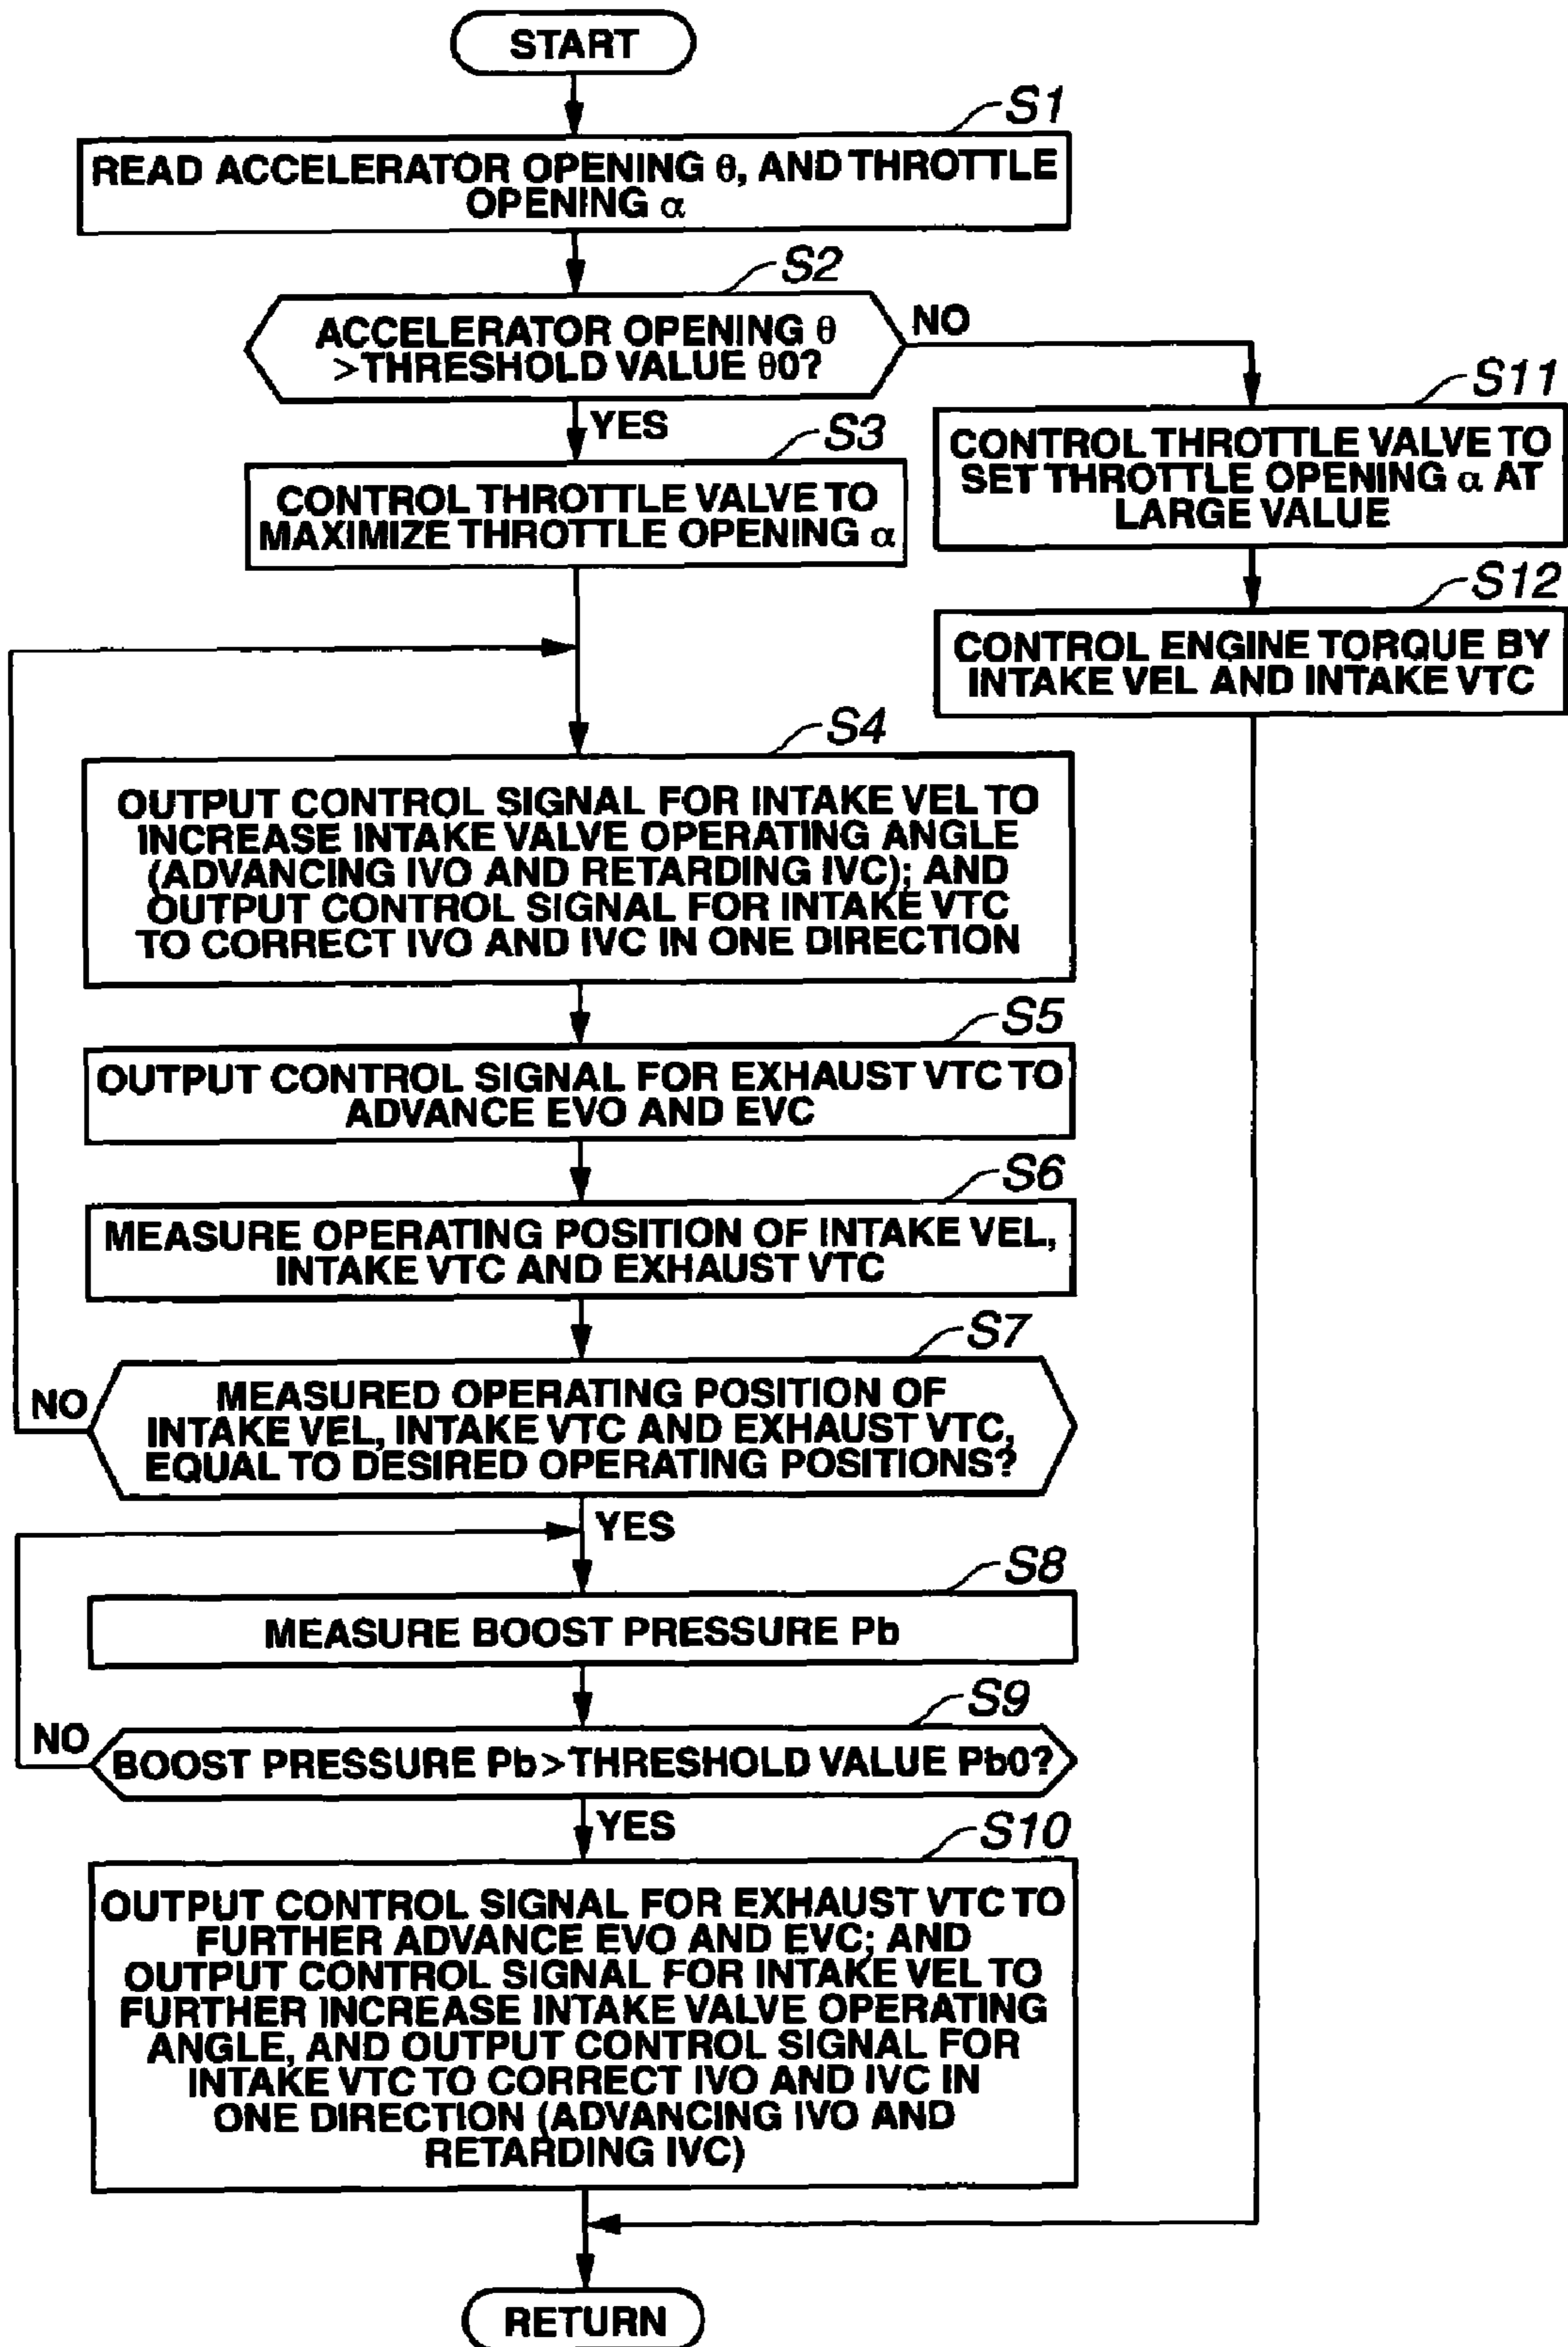 START
S1
READ ACCELERATOR OPENING θ, AND THROTTLE
OPENING α
S2
ACCELERATOR OPENING θ
>THRESHOLD VALUE θ0?
NO
YES
S3
CONTROL THROTTLE VALVE TO
MAXIMIZE THROTTLE OPENING α
S11
CONTROL THROTTLE VALVE TO
SET THROTTLE OPENING α AT
LARGE VALUE
S12
CONTROL ENGINE TORQUE BY
INTAKE VEL AND INTAKE VTC
S4
OUTPUT CONTROL SIGNAL FOR INTAKE VEL TO
INCREASE INTAKE VALVE OPERATING ANGLE
(ADVANCING IVO AND RETARDING IVC); AND
OUTPUT CONTROL SIGNAL FOR INTAKE VTC
TO CORRECT IVO AND IVC IN ONE DIRECTION
S5
OUTPUT CONTROL SIGNAL FOR EXHAUST VTC TO
ADVANCE EVO AND EVC
S6
MEASURE OPERATING POSITION OF INTAKE VEL,
INTAKE VTC AND EXHAUST VTC
S7
MEASURED OPERATING POSITION OF
INTAKE VEL, INTAKE VTC AND EXHAUST VTC,
EQUAL TO DESIRED OPERATING POSITIONS?
NO
YES
S8
MEASURE BOOST PRESSURE Pb
S9
BOOST PRESSURE Pb>THRESHOLD VALUE Pb0?
NO
YES
S10
OUTPUT CONTROL SIGNAL FOR EXHAUST VTC TO
FURTHER ADVANCE EVO AND EVC; AND
OUTPUT CONTROL SIGNAL FOR INTAKE VEL TO
FURTHER INCREASE INTAKE VALVE OPERATING
ANGLE, AND OUTPUT CONTROL SIGNAL FOR
INTAKE VTC TO CORRECT IVO AND IVC IN
ONE DIRECTION (ADVANCING IVO AND
RETARDING IVC)
RETURN